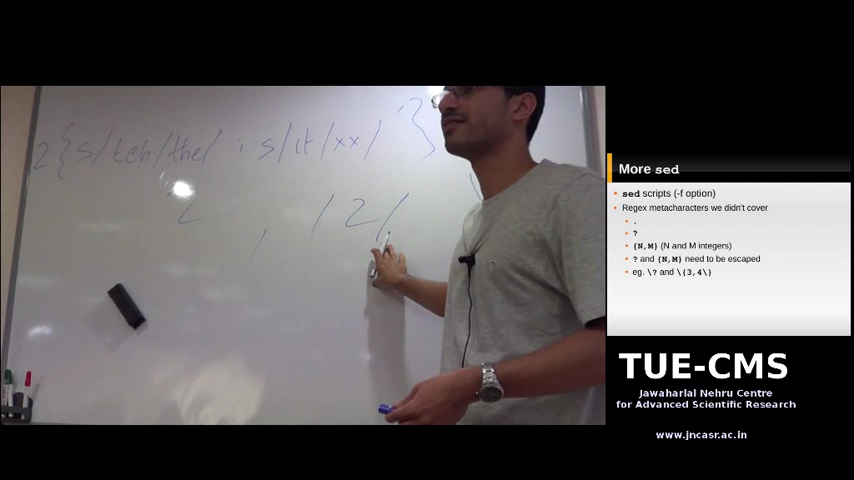 2{s/teh/the/ ; s/it/xx/ '}
2 , /2/
More sed
sed scripts (-f option)
Regex metacharacters we didn't cover
.
?
{N,M} (N and M integers)
? and {N,M} need to be escaped
eg. \? and \{3,4\}
TUE-CMS
Jawaharlal Nehru Centre
for Advanced Scientific Research
www.jncasr.ac.in